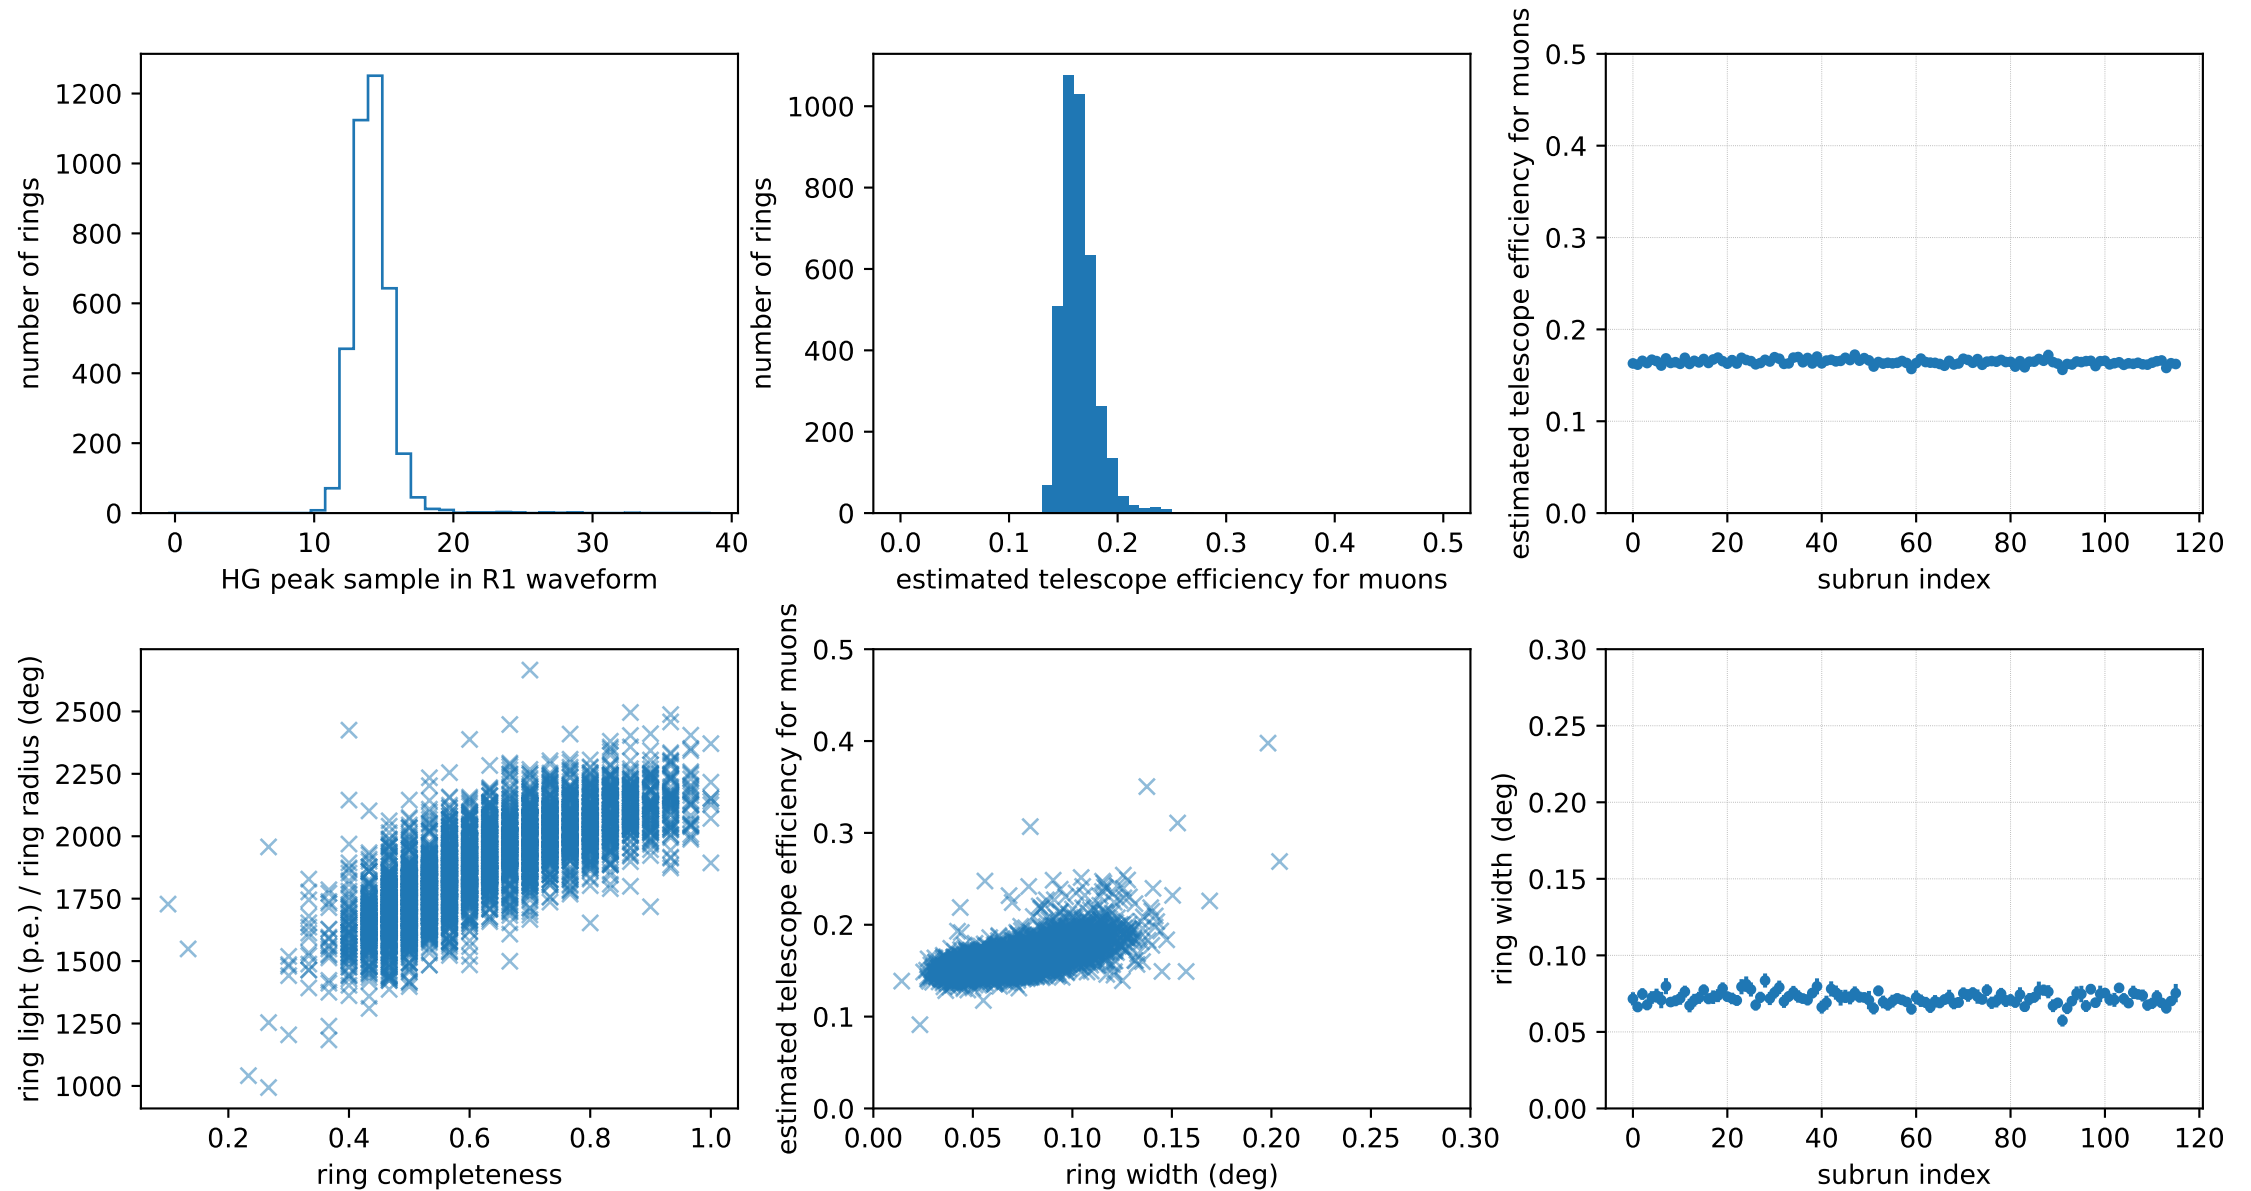 number of rings
1200
1000
800
600
400
200
0
0 10 20 30 40
HG peak sample in R1 waveform
number of rings
1000
800
600
400
200
0
0.0 0.1 0.2 0.3 0.4 0.5
estimated telescope efficiency for muons
estimated telescope efficiency for muons
0.5
0.4
0.3
0.2
0.1
0.0
0 20 40 60 80 100 120
subrun index
ring light (p.e.) / ring radius (deg)
2500
2250
2000
1750
1500
1250
1000
0.2 0.4 0.6 0.8 1.0
ring completeness
estimated telescope efficiency for muons
0.5
0.4
0.3
0.2
0.1
0.0
0.00 0.05 0.10 0.15 0.20 0.25 0.30
ring width (deg)
ring width (deg)
0.30
0.25
0.20
0.15
0.10
0.05
0.00
0 20 40 60 80 100 120
subrun index